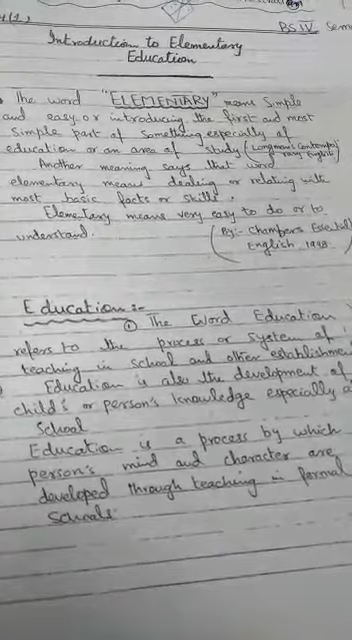 BS IV Sem
Introduction to Elementary
Education
The word "ELEMENTARY" means simple
and easy or introducing the first and most
simple part of something especially of
education or an area of study (Longmans Contempo
rary English)
Another meaning says that word
elementary means dealing or relating with
most basic facts or skills.
Elementary means very easy to do or to
understand.
(By:- Chambers Essential
English 1998)
Education:-
① The Word Education
refers to the process or system of
teaching in school and other establishme
Education is also the development of
child's or person's knowledge especially a
School
Education is a process by which
person's mind and character are
developed through teaching in formal
Schools.